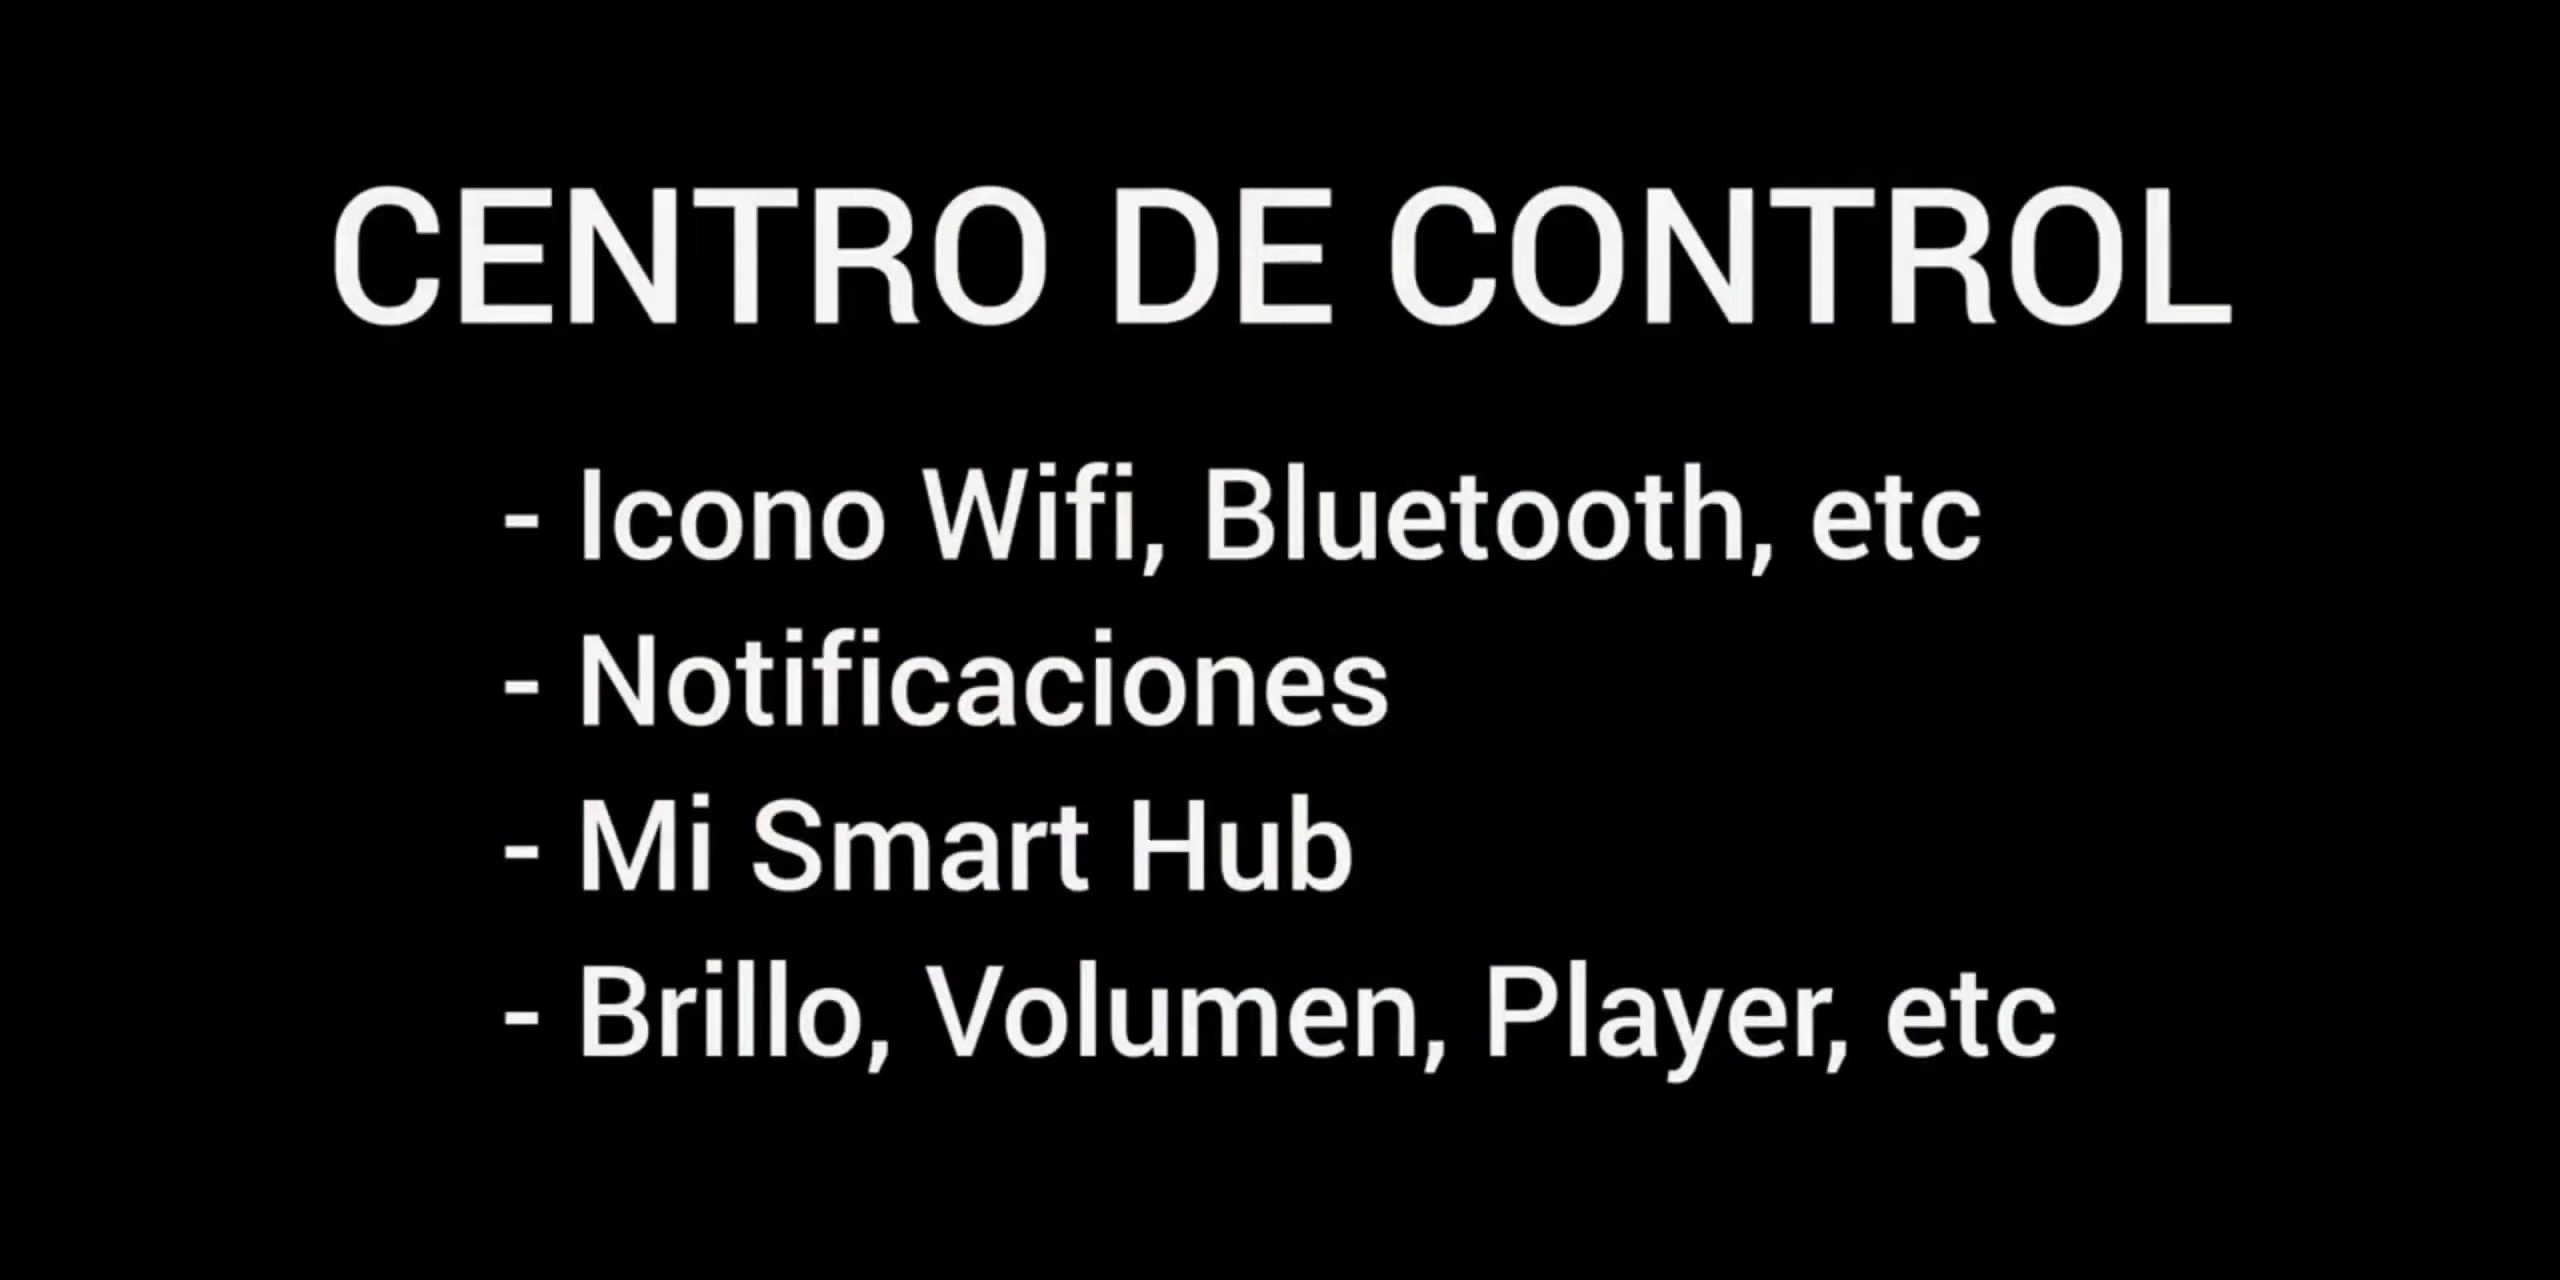 CENTRO DE CONTROL
- Icono Wifi, Bluetooth, etc
- Notificaciones
- Mi Smart Hub
- Brillo, Volumen, Player, etc